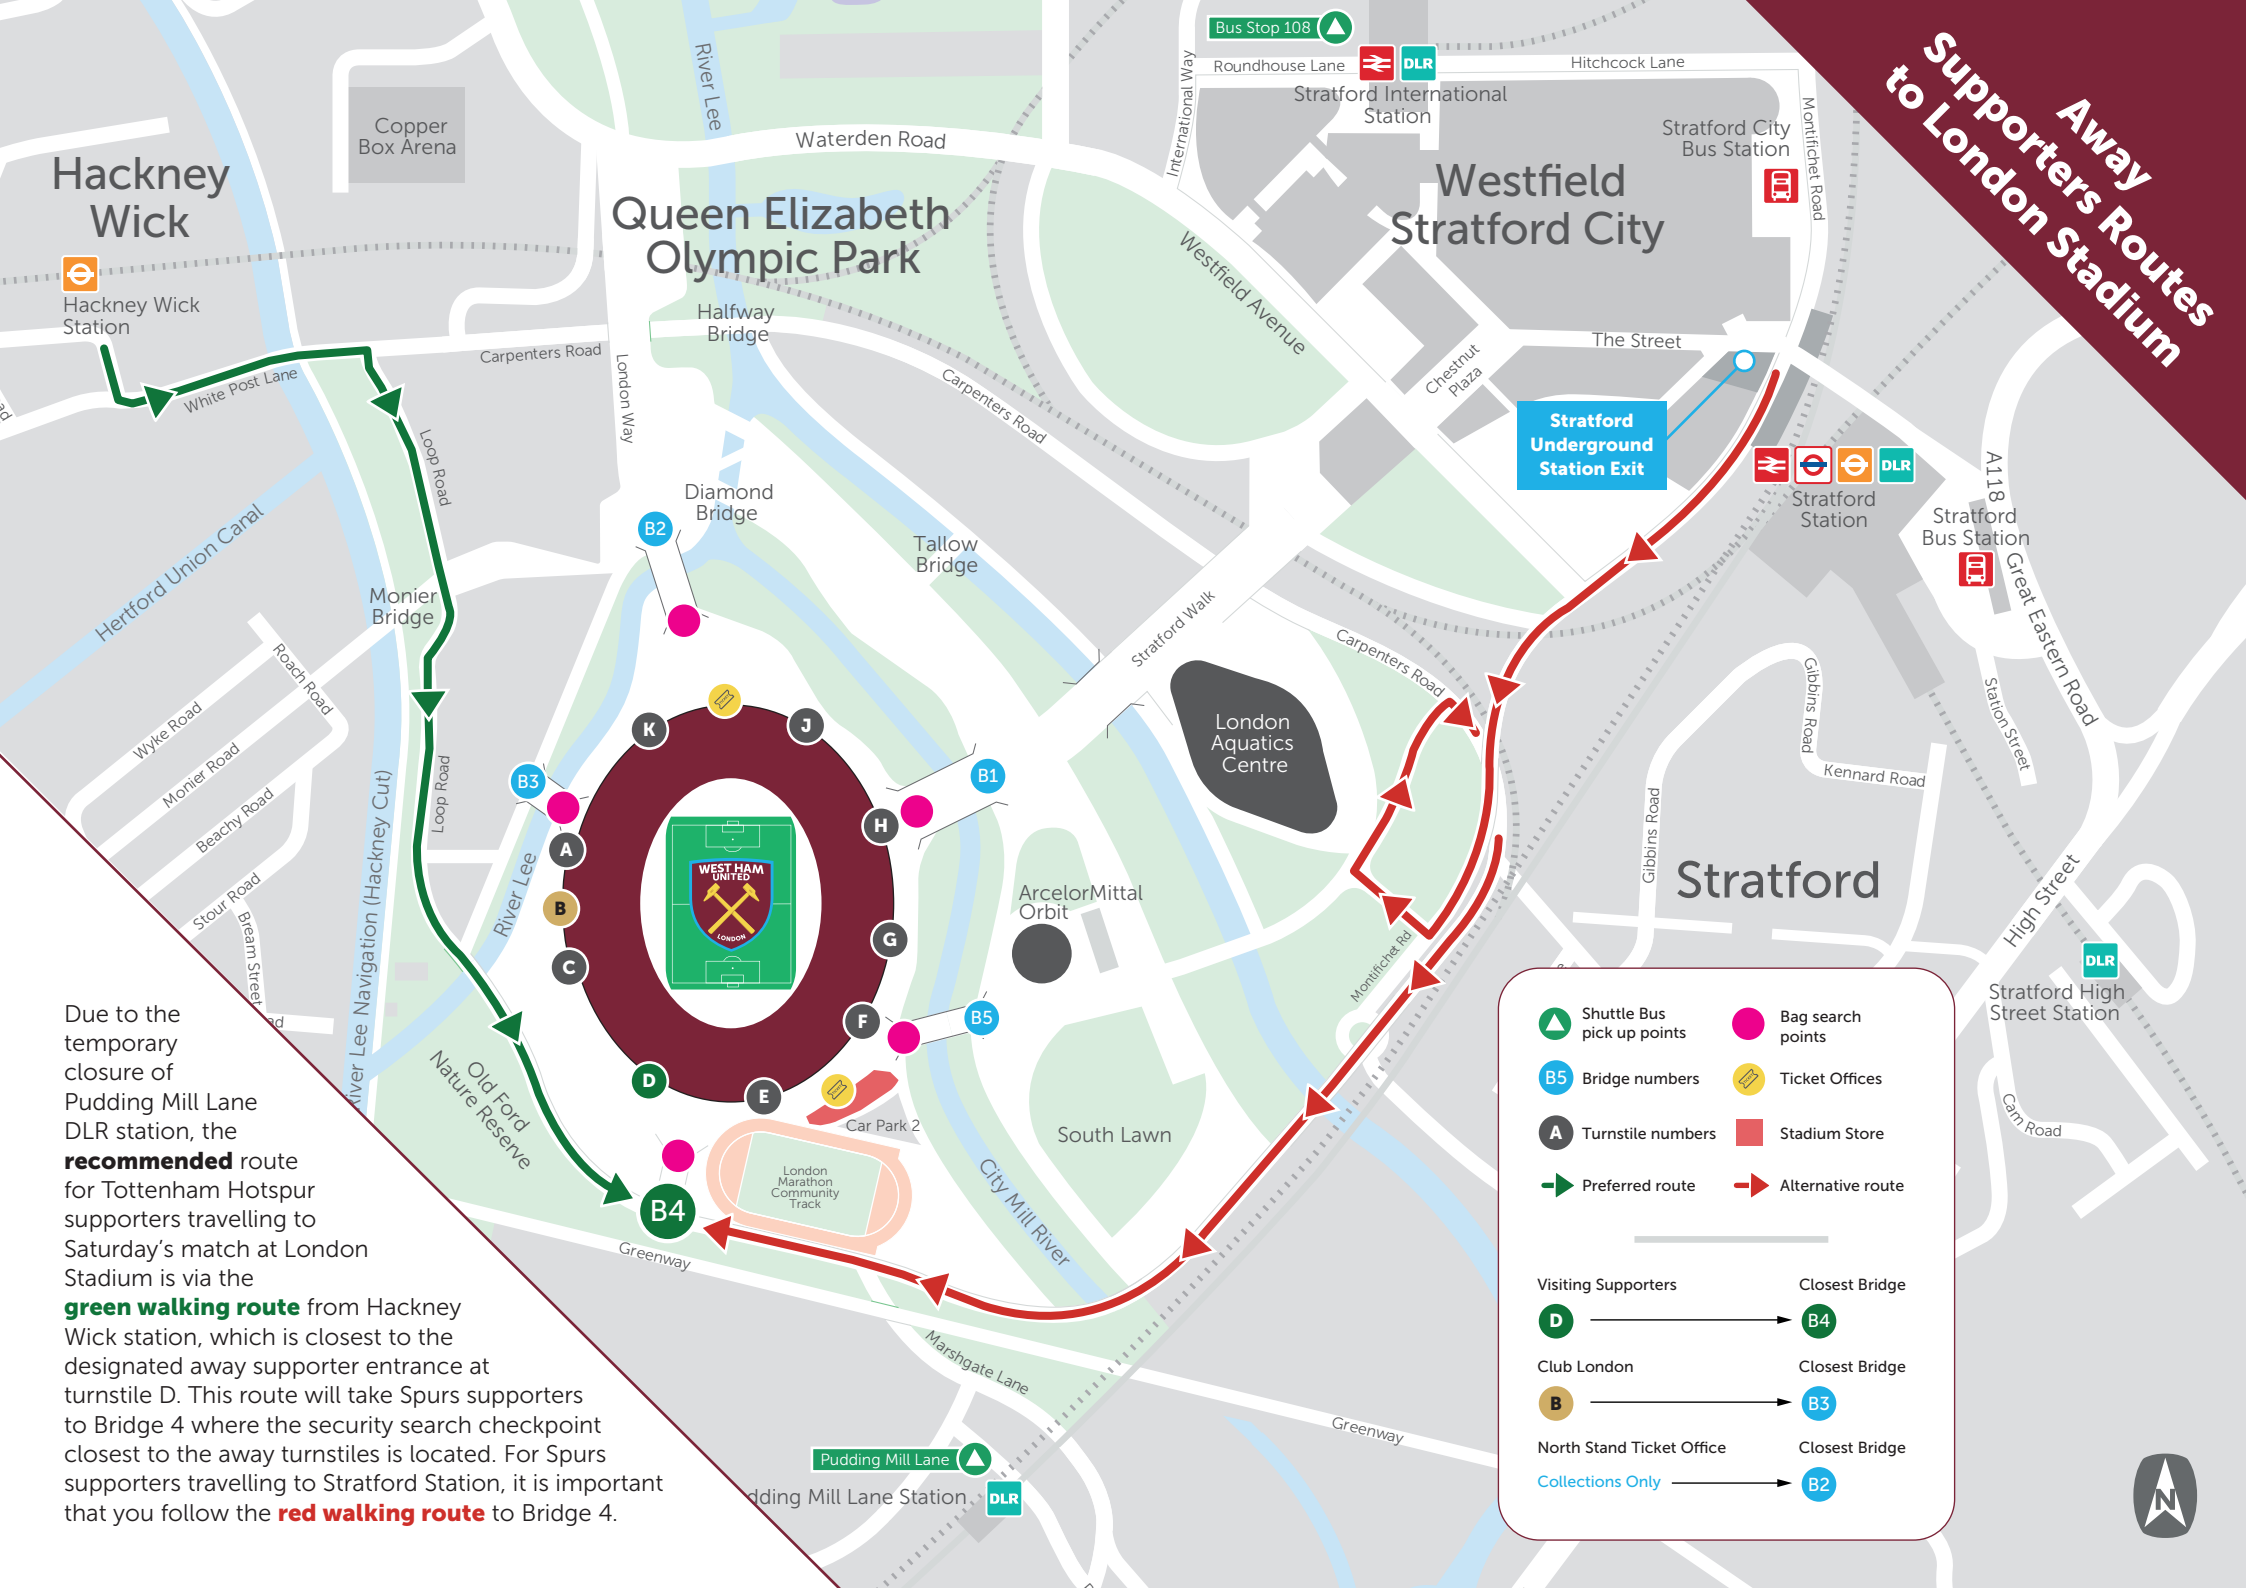 Away
Supporters Routes
to London Stadium
Bus Stop 108
Roundhouse Lane
DLR
Hitchcock Lane
Stratford International
Station
International Way
Montifichet Road
Stratford City
Bus Station
Westfield
Stratford City
River Lee
Waterden Road
Copper
Box Arena
Hackney
Wick
Hackney Wick
Station
Queen Elizabeth
Olympic Park
Halfway
Bridge
Westfield Avenue
The Street
Chestnut
Plaza
Stratford
Underground
Station Exit
DLR
Stratford
Station
Stratford
Bus Station
A118
Great Eastern Road
Station Street
White Post Lane
Carpenters Road
London Way
Loop Road
Carpenters Road
Diamond
Bridge
B2
Tallow
Bridge
Hertford Union Canal
Monier
Bridge
Roach Road
Wyke Road
Monier Road
Beachy Road
Stour Road
Bream Street
Loop Road
River Lee Navigation (Hackney Cut)
River Lee
Stratford Walk
Carpenters Road
London
Aquatics
Centre
Gibbins Road
Kennard Road
Gibbins Road
Stratford
High Street
DLR
Stratford High
Street Station
Cam Road
K
J
B3
A
B
C
D
E
F
G
H
B1
B5
WEST HAM
UNITED
LONDON
ArcelorMittal
Orbit
Montifichet Rd
Old Ford
Nature Reserve
Car Park 2
South Lawn
London
Marathon
Community
Track
B4
City Mill River
Greenway
Marshgate Lane
Greenway
Pudding Mill Lane
dding Mill Lane Station
DLR
Due to the
temporary
closure of
Pudding Mill Lane
DLR station, the
recommended route
for Tottenham Hotspur
supporters travelling to
Saturday's match at London
Stadium is via the
green walking route from Hackney
Wick station, which is closest to the
designated away supporter entrance at
turnstile D. This route will take Spurs supporters
to Bridge 4 where the security search checkpoint
closest to the away turnstiles is located. For Spurs
supporters travelling to Stratford Station, it is important
that you follow the red walking route to Bridge 4.
Shuttle Bus
pick up points
Bag search
points
B5
Bridge numbers
Ticket Offices
A
Turnstile numbers
Stadium Store
Preferred route
Alternative route
Visiting Supporters
Closest Bridge
D
B4
Club London
Closest Bridge
B
B3
North Stand Ticket Office
Closest Bridge
Collections Only
B2
N